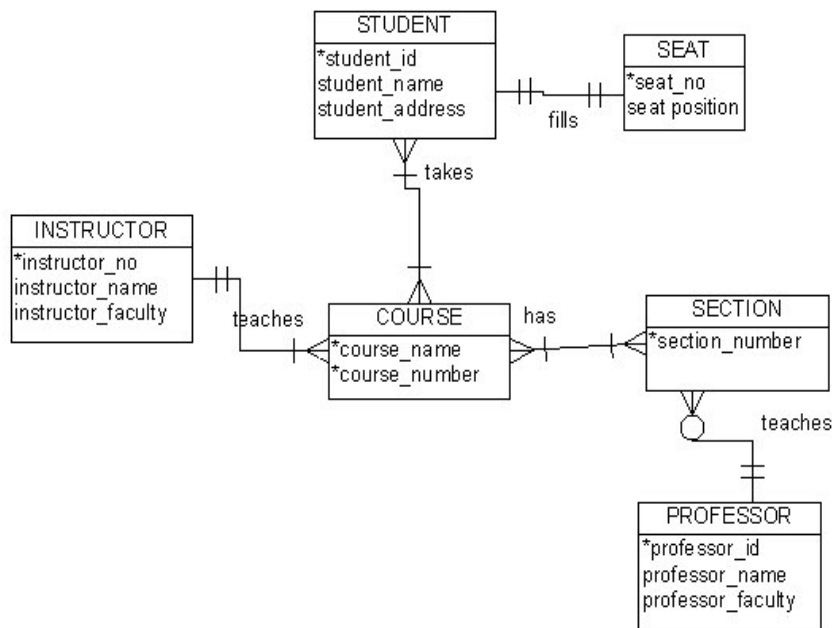 STUDENT
*student_id
student_name
student_address
SEAT
*seat_no
seat position
fills
takes
INSTRUCTOR
*instructor_no
instructor_name
instructor_faculty
teaches
COURSE
*course_name
*course_number
has
SECTION
*section_number
teaches
PROFESSOR
*professor_id
professor_name
professor_faculty